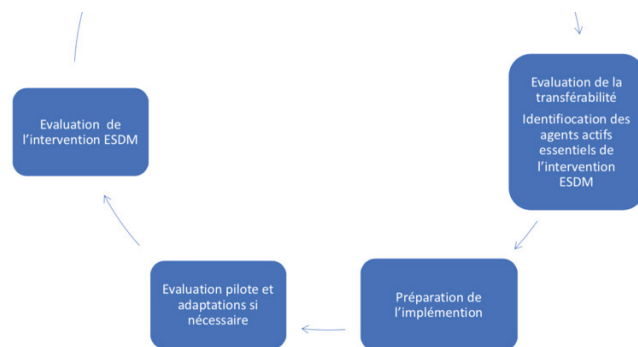 Evaluation de
l'intervention ESDM
Evaluation de la
transférabilité
Identifiocation des
agents actifs
essentiels de
l'intervention
ESDM
Evaluation pilote et
adaptations si
nécessaire
Préparation de
l'implémention